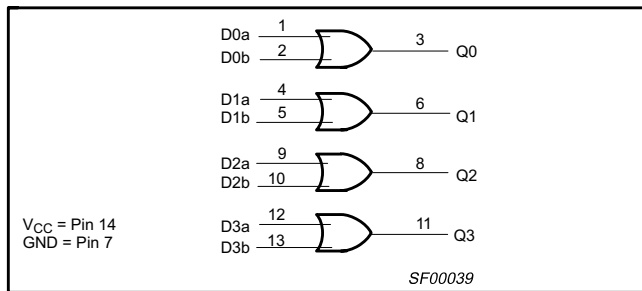 D0a 1
D0b 2
3 Q0
D1a 4
D1b 5
6 Q1
D2a 9
D2b 10
8 Q2
D3a 12
D3b 13
11 Q3
VCC = Pin 14
GND = Pin 7
SF00039